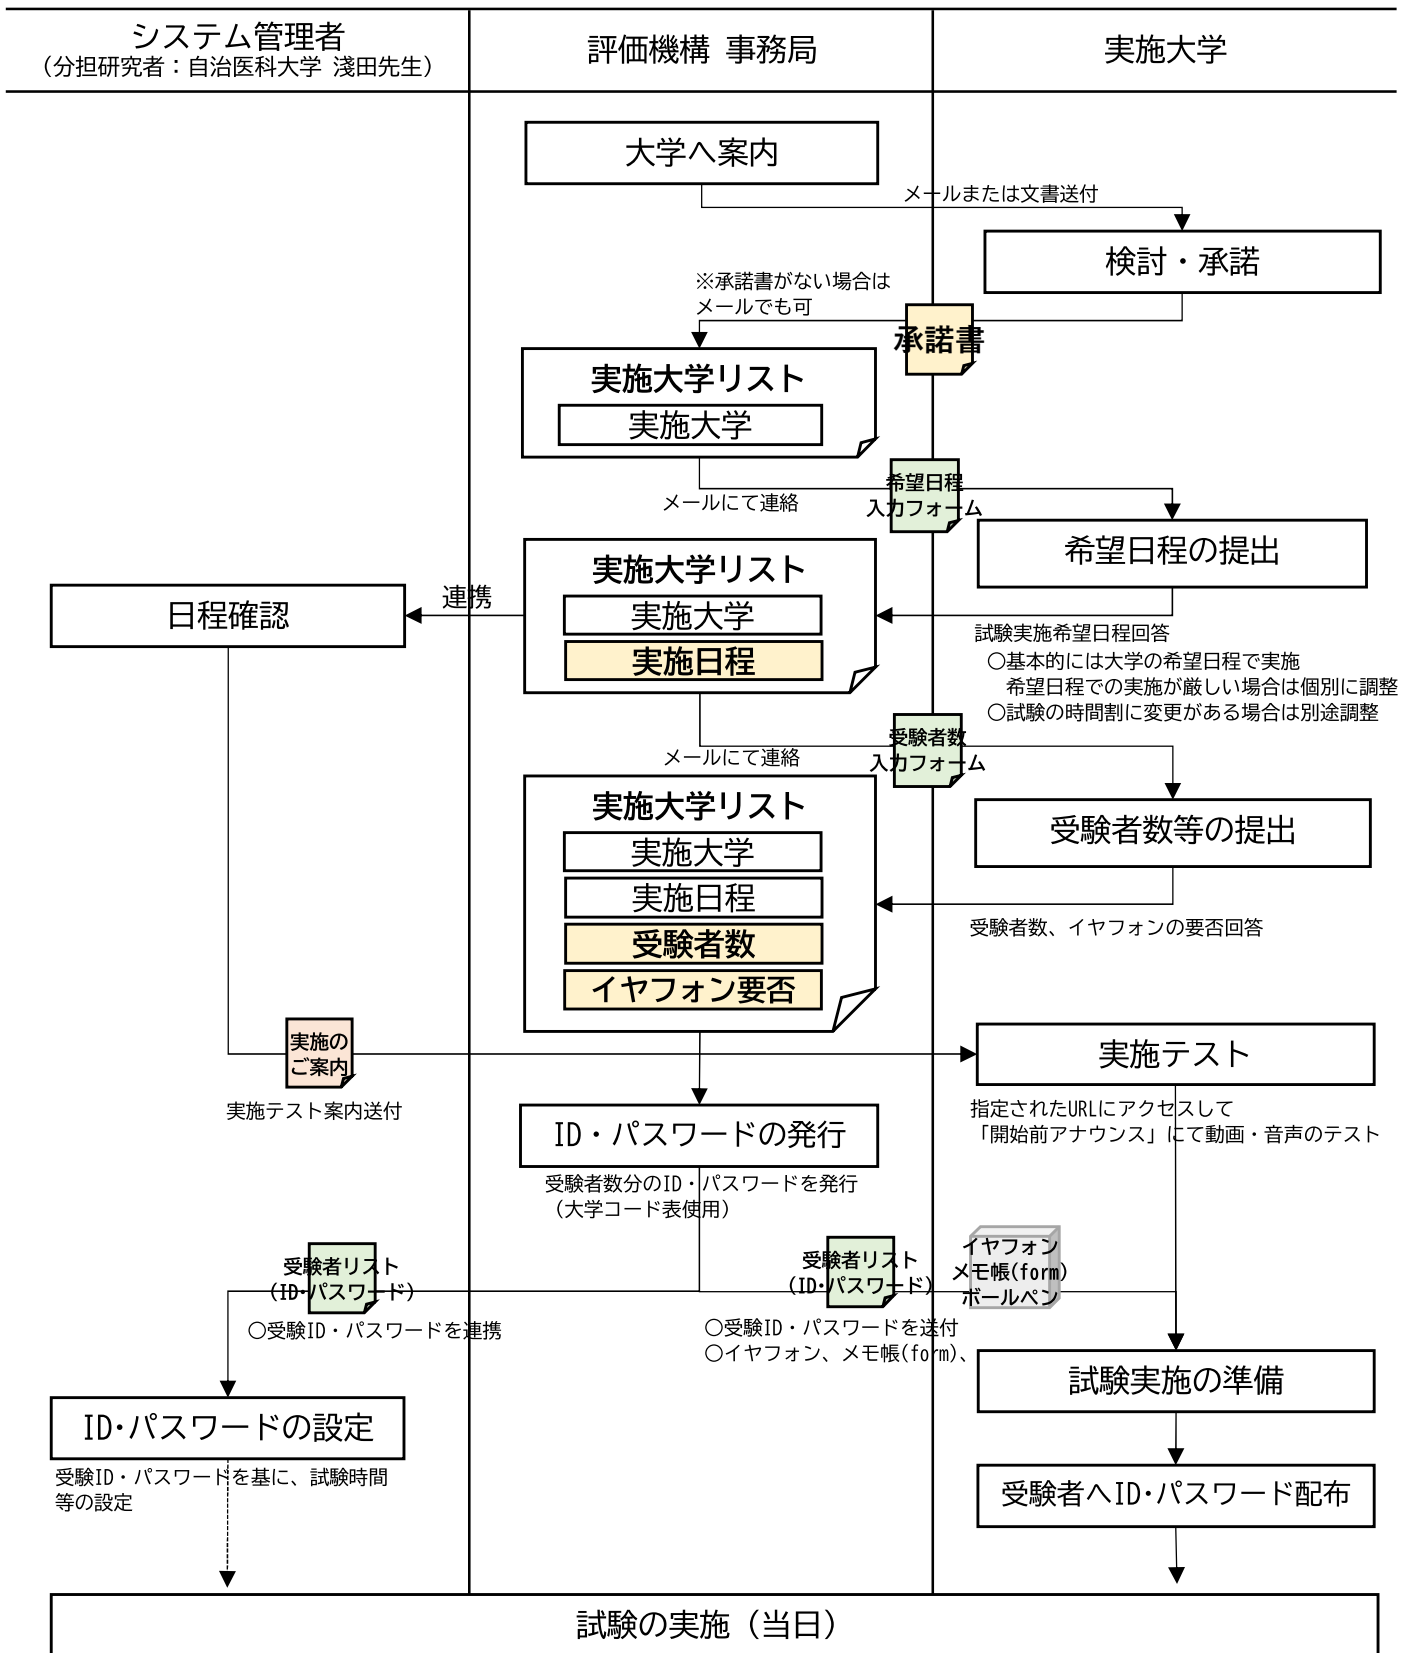 システム管理者
（分担研究者：自治医科大学 淺田先生）
評価機構 事務局
実施大学
大学へ案内
メールまたは文書送付
検討・承諾
※承諾書がない場合は
メールでも可
承諾書
実施大学リスト
実施大学
希望日程
入力フォーム
メールにて連絡
希望日程の提出
実施大学リスト
実施大学
実施日程
連携
日程確認
試験実施希望日程回答
〇基本的には大学の希望日程で実施
希望日程での実施が厳しい場合は個別に調整
〇試験の時間割に変更がある場合は別途調整
受験者数
入力フォーム
メールにて連絡
実施大学リスト
実施大学
実施日程
受験者数
イヤフォン要否
受験者数等の提出
受験者数、イヤフォンの要否回答
実施の
ご案内
実施テスト案内送付
実施テスト
指定されたURLにアクセスして
「開始前アナウンス」にて動画・音声のテスト
ID・パスワードの発行
受験者数分のID・パスワードを発行
（大学コード表使用）
受験者リスト
（ID･パスワード）
〇受験ID・パスワードを連携
受験者リスト
（ID･パスワード）
イヤフォン
メモ帳(form)
ボールペン
〇受験ID・パスワードを送付
〇イヤフォン、メモ帳(form)、
試験実施の準備
ID･パスワードの設定
受験ID・パスワードを基に、試験時間
等の設定
受験者へID･パスワード配布
試験の実施（当日）